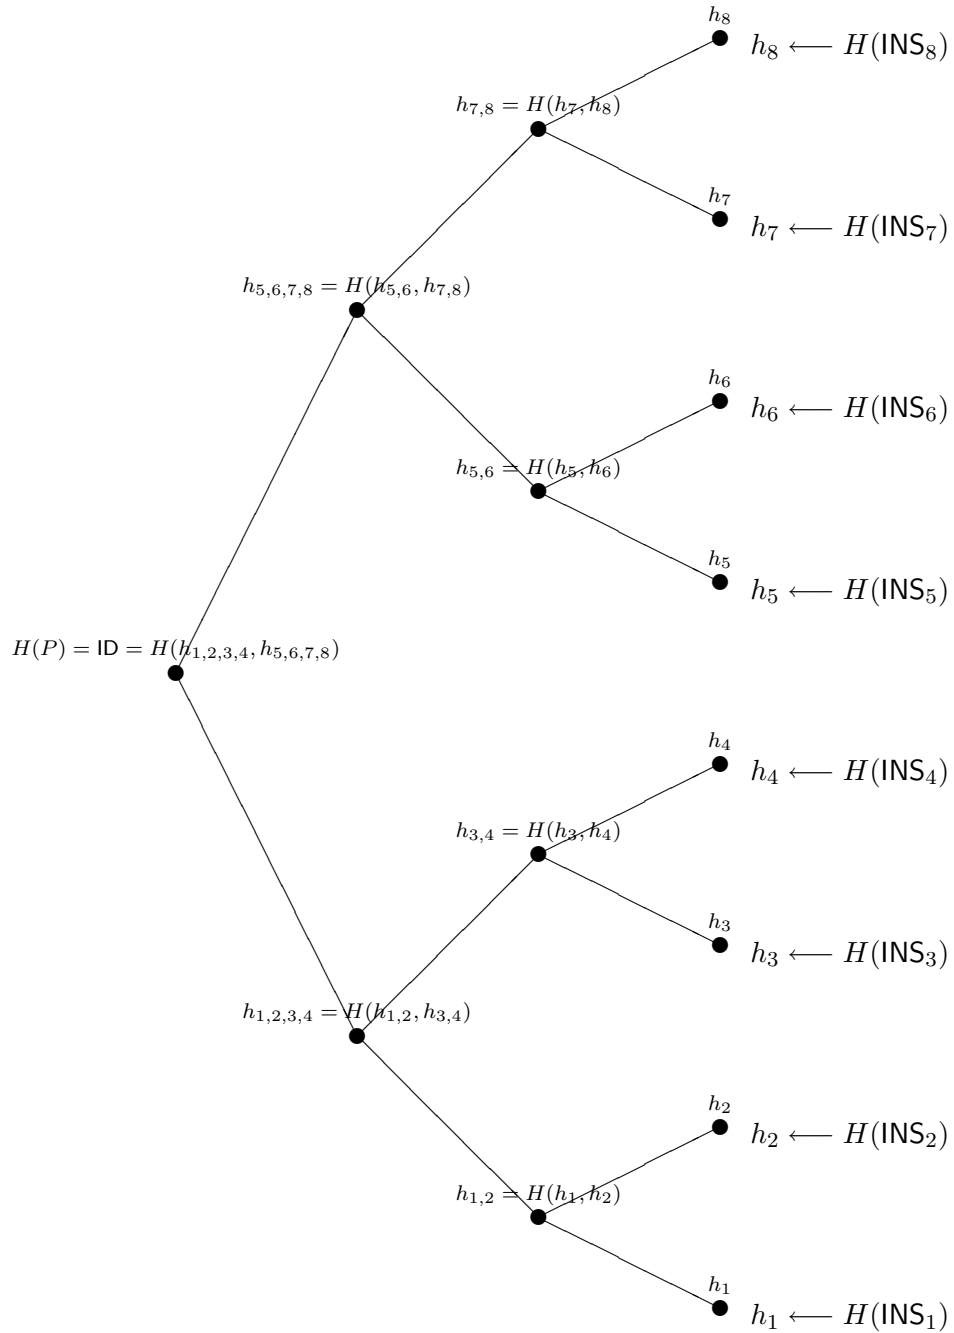 h_8
h_8 ⟵ H(INS_8)
h_{7,8} = H(h_7, h_8)
h_7
h_7 ⟵ H(INS_7)
h_{5,6,7,8} = H(h_{5,6}, h_{7,8})
h_6
h_6 ⟵ H(INS_6)
h_{5,6} = H(h_5, h_6)
h_5
h_5 ⟵ H(INS_5)
H(P) = ID = H(h_{1,2,3,4}, h_{5,6,7,8})
h_4
h_4 ⟵ H(INS_4)
h_{3,4} = H(h_3, h_4)
h_3
h_3 ⟵ H(INS_3)
h_{1,2,3,4} = H(h_{1,2}, h_{3,4})
h_2
h_2 ⟵ H(INS_2)
h_{1,2} = H(h_1, h_2)
h_1
h_1 ⟵ H(INS_1)